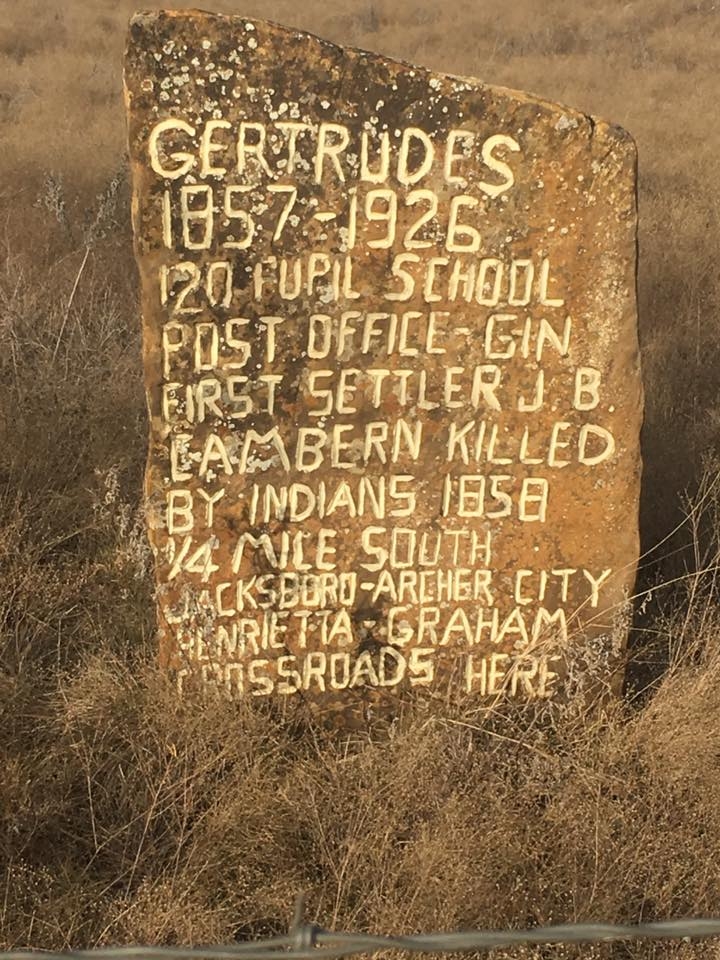 GERTRUDES
1857-1926
120 PUPIL SCHOOL
POST OFFICE-GIN
FIRST SETTLER J B
CAMBERN KILLED
BY INDIANS 1858
1/4 MILE SOUTH
JACKSBORO-ARCHER CITY
HENRIETTA-GRAHAM
CROSSROADS HERE